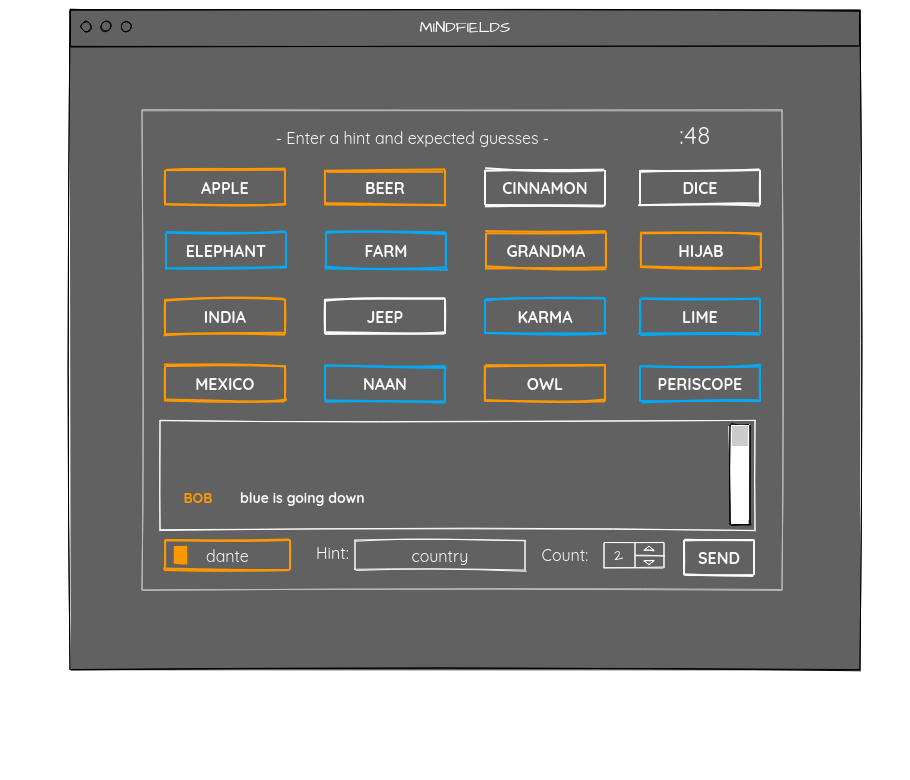 MINDFIELDS
- Enter a hint and expected guesses - :48
APPLE BEER CINNAMON DICE
ELEPHANT FARM GRANDMA HIJAB
INDIA JEEP KARMA LIME
MEXICO NAAN OWL PERISCOPE
BOB blue is going down
dante Hint: country Count: 2 SEND